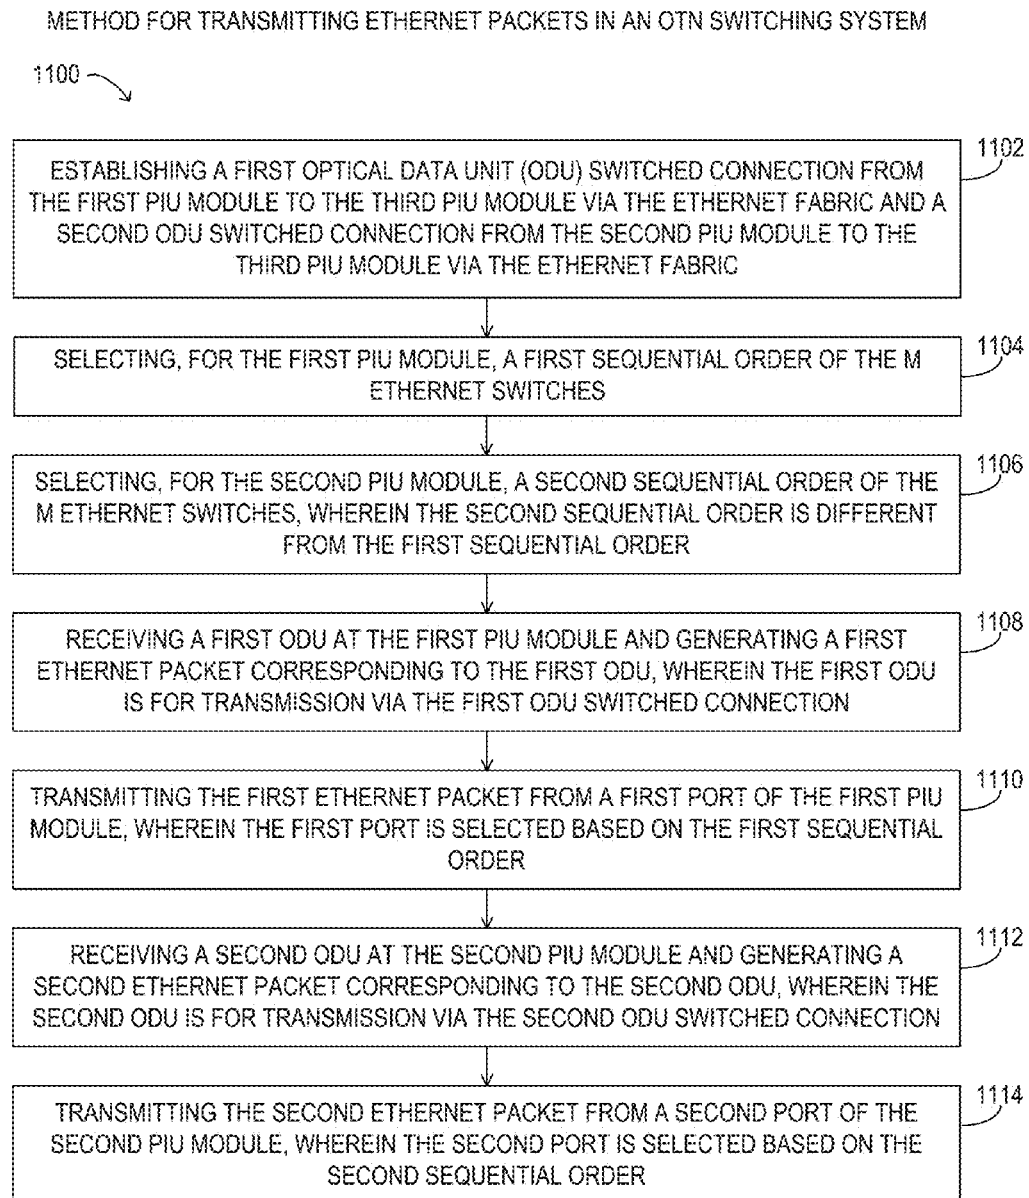 METHOD FOR TRANSMITTING ETHERNET PACKETS IN AN OTN SWITCHING SYSTEM
1100
1102
ESTABLISHING A FIRST OPTICAL DATA UNIT (ODU) SWITCHED CONNECTION FROM
THE FIRST PIU MODULE TO THE THIRD PIU MODULE VIA THE ETHERNET FABRIC AND A
SECOND ODU SWITCHED CONNECTION FROM THE SECOND PIU MODULE TO THE
THIRD PIU MODULE VIA THE ETHERNET FABRIC
1104
SELECTING, FOR THE FIRST PIU MODULE, A FIRST SEQUENTIAL ORDER OF THE M
ETHERNET SWITCHES
1106
SELECTING, FOR THE SECOND PIU MODULE, A SECOND SEQUENTIAL ORDER OF THE
M ETHERNET SWITCHES, WHEREIN THE SECOND SEQUENTIAL ORDER IS DIFFERENT
FROM THE FIRST SEQUENTIAL ORDER
1108
RECEIVING A FIRST ODU AT THE FIRST PIU MODULE AND GENERATING A FIRST
ETHERNET PACKET CORRESPONDING TO THE FIRST ODU, WHEREIN THE FIRST ODU
IS FOR TRANSMISSION VIA THE FIRST ODU SWITCHED CONNECTION
1110
TRANSMITTING THE FIRST ETHERNET PACKET FROM A FIRST PORT OF THE FIRST PIU
MODULE, WHEREIN THE FIRST PORT IS SELECTED BASED ON THE FIRST SEQUENTIAL
ORDER
1112
RECEIVING A SECOND ODU AT THE SECOND PIU MODULE AND GENERATING A
SECOND ETHERNET PACKET CORRESPONDING TO THE SECOND ODU, WHEREIN THE
SECOND ODU IS FOR TRANSMISSION VIA THE SECOND ODU SWITCHED CONNECTION
1114
TRANSMITTING THE SECOND ETHERNET PACKET FROM A SECOND PORT OF THE
SECOND PIU MODULE, WHEREIN THE SECOND PORT IS SELECTED BASED ON THE
SECOND SEQUENTIAL ORDER